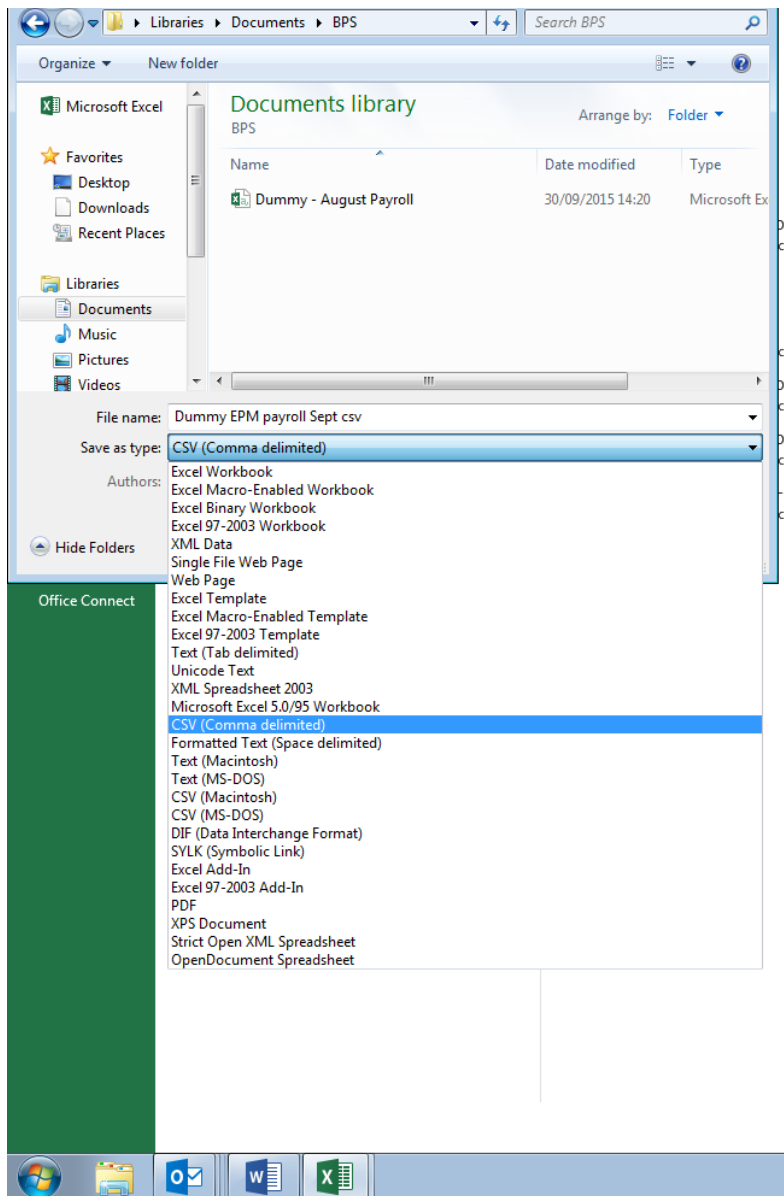 Libraries ▸ Documents ▸ BPS
Search BPS
Organize
New folder
Microsoft Excel
Favorites
Desktop
Downloads
Recent Places
Libraries
Documents
Music
Pictures
Videos
Documents library
BPS
Arrange by: Folder
Name Date modified Type
Dummy - August Payroll 30/09/2015 14:20 Microsoft Ex
File name: Dummy EPM payroll Sept csv
Save as type: CSV (Comma delimited)
Authors:
Excel Workbook
Excel Macro-Enabled Workbook
Excel Binary Workbook
Excel 97-2003 Workbook
XML Data
Single File Web Page
Web Page
Excel Template
Excel Macro-Enabled Template
Excel 97-2003 Template
Text (Tab delimited)
Unicode Text
XML Spreadsheet 2003
Microsoft Excel 5.0/95 Workbook
CSV (Comma delimited)
Formatted Text (Space delimited)
Text (Macintosh)
Text (MS-DOS)
CSV (Macintosh)
CSV (MS-DOS)
DIF (Data Interchange Format)
SYLK (Symbolic Link)
Excel Add-In
Excel 97-2003 Add-In
PDF
XPS Document
Strict Open XML Spreadsheet
OpenDocument Spreadsheet
Hide Folders
Office Connect